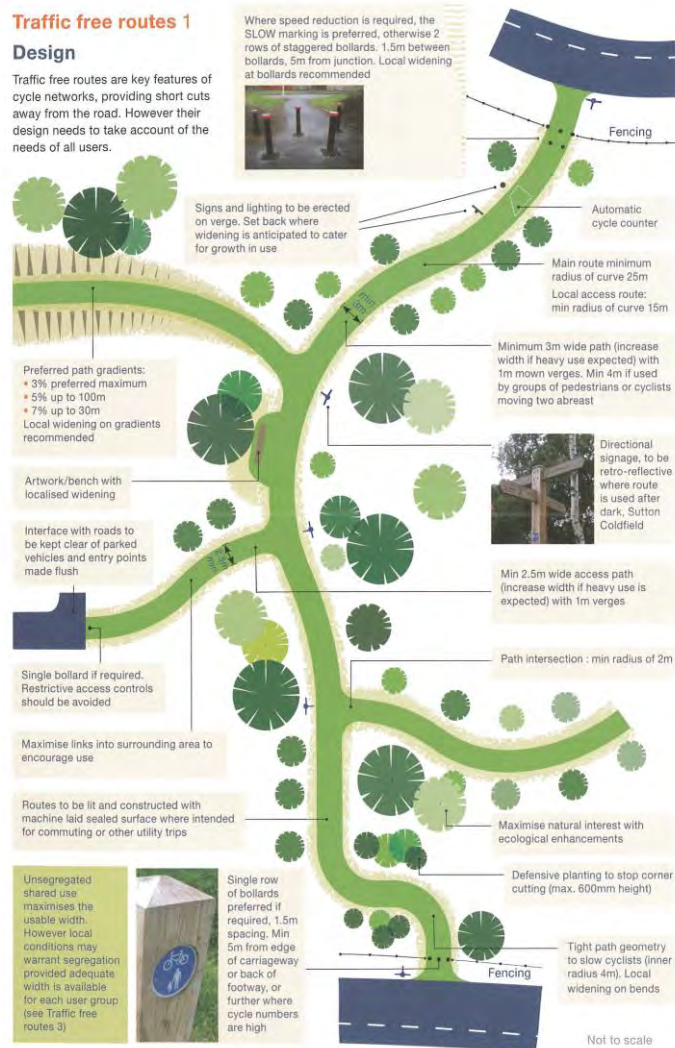 Traffic free routes 1
Design
Traffic free routes are key features of
cycle networks, providing short cuts
away from the road. However their
design needs to take account of the
needs of all users.
Where speed reduction is required, the
SLOW marking is preferred, otherwise 2
rows of staggered bollards. 1.5m between
bollards, 5m from junction. Local widening
at bollards recommended
Fencing
Signs and lighting to be erected
on verge. Set back where
widening is anticipated to cater
for growth in use
Automatic
cycle counter
Main route minimum
radius of curve 25m
Local access route:
min radius of curve 15m
min
3m
Minimum 3m wide path (increase
width if heavy use expected) with
1m mown verges. Min 4m if used
by groups of pedestrians or cyclists
moving two abreast
Preferred path gradients:
• 3% preferred maximum
• 5% up to 100m
• 7% up to 30m
Local widening on gradients
recommended
Directional
signage, to be
retro-reflective
where route
is used after
dark, Sutton
Coldfield
Artwork/bench with
localised widening
Interface with roads to
be kept clear of parked
vehicles and entry points
made flush
2.5m
min
Min 2.5m wide access path
(increase width if heavy use is
expected) with 1m verges
Single bollard if required.
Restrictive access controls
should be avoided
Path intersection : min radius of 2m
Maximise links into surrounding area to
encourage use
Routes to be lit and constructed with
machine laid sealed surface where intended
for commuting or other utility trips
Maximise natural interest with
ecological enhancements
Defensive planting to stop corner
cutting (max. 600mm height)
Unsegregated
shared use
maximises the
usable width.
However local
conditions may
warrant segregation
provided adequate
width is available
for each user group
(see Traffic free
routes 3)
Single row
of bollards
preferred if
required, 1.5m
spacing. Min
5m from edge
of carriageway
or back of
footway, or
further where
cycle numbers
are high
Tight path geometry
to slow cyclists (inner
radius 4m). Local
widening on bends
Fencing
Not to scale